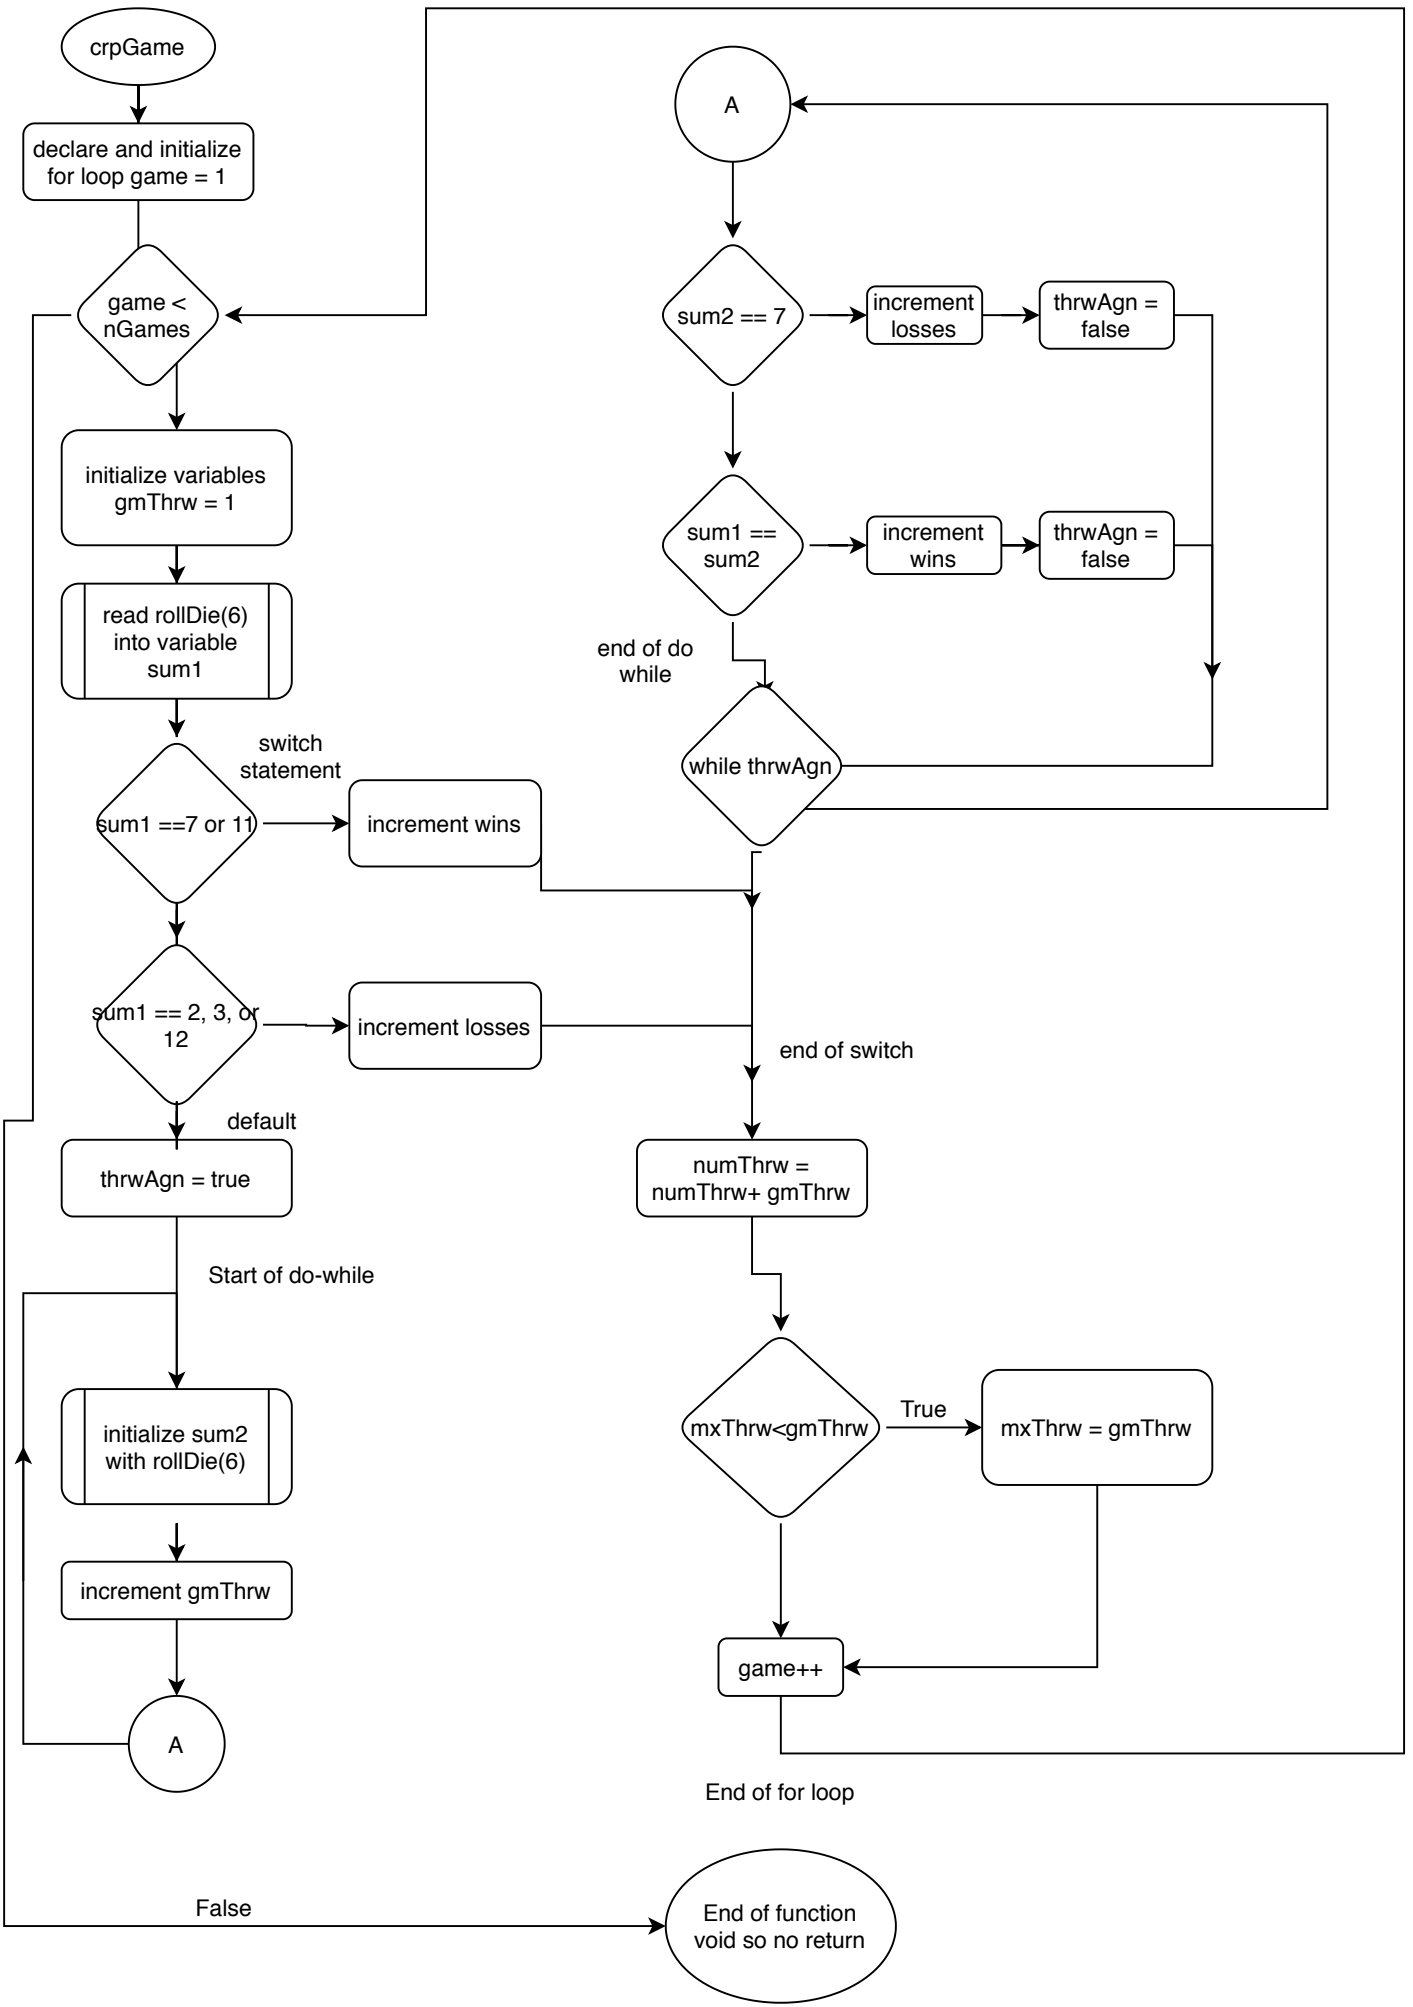 crpGame
declare and initialize
for loop game = 1
game <
nGames
initialize variables
gmThrw = 1
read rollDie(6)
into variable
sum1
switch
statement
sum1 ==7 or 11
increment wins
sum1 == 2, 3, or
12
increment losses
default
thrwAgn = true
Start of do-while
initialize sum2
with rollDie(6)
increment gmThrw
A
False
A
sum2 == 7
increment
losses
thrwAgn =
false
sum1 ==
sum2
increment
wins
thrwAgn =
false
end of do
while
while thrwAgn
end of switch
numThrw =
numThrw+ gmThrw
mxThrw<gmThrw
True
mxThrw = gmThrw
game++
End of for loop
End of function
void so no return